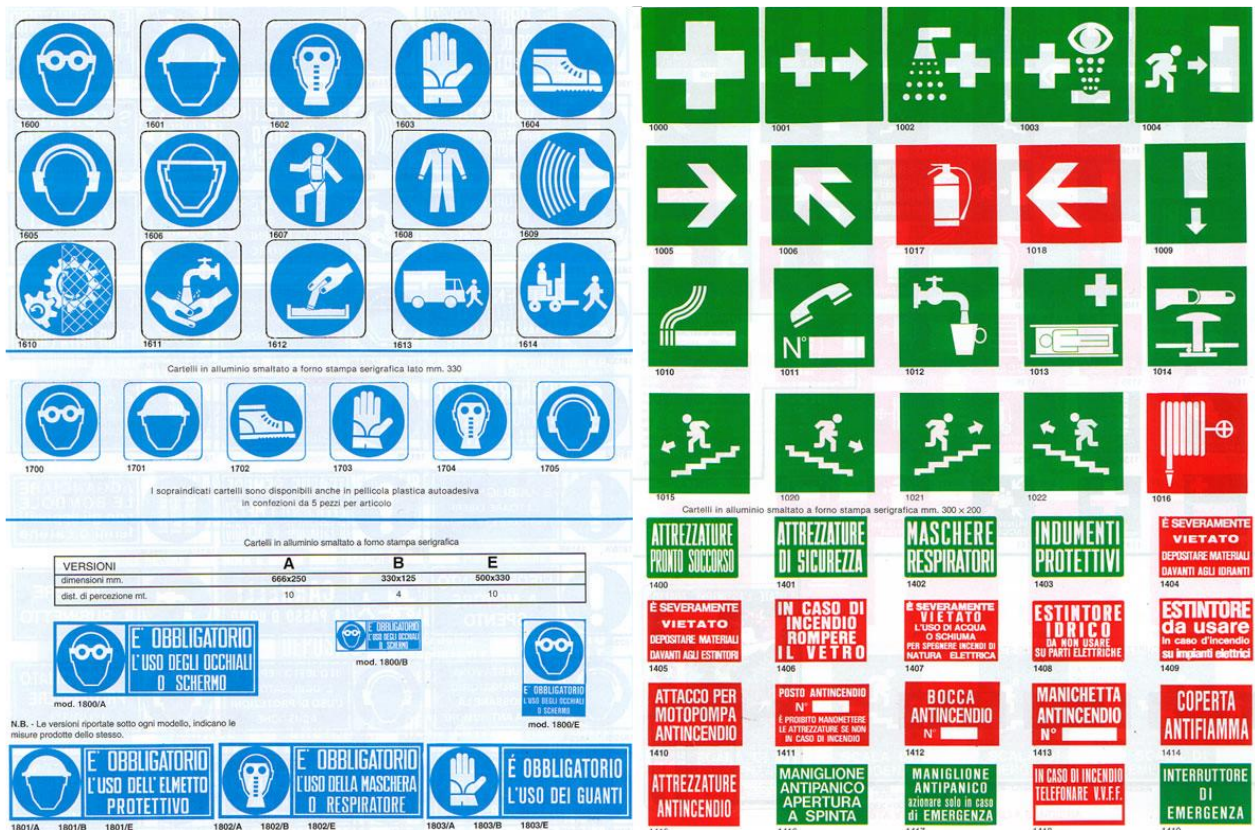 1600 1601 1602 1603 1604
1605 1606 1607 1608 1609
1610 1611 1612 1613 1614
Cartelli in alluminio smaltato a forno stampa serigrafica lato mm. 330
1700 1701 1702 1703 1704 1705
I sopraindicati cartelli sono disponibili anche in pellicola plastica autoadesiva
in confezioni da 5 pezzi per articolo
Cartelli in alluminio smaltato a forno stampa serigrafica
VERSIONI A B E
dimensioni mm. 666x250 330x125 500x330
dist. di percezione mt. 10 4 10
E' OBBLIGATORIO
L'USO DEGLI OCCHIALI
O SCHERMO
mod. 1800/A
E' OBBLIGATORIO
L'USO DEGLI OCCHIALI
O SCHERMO
mod. 1800/B
E' OBBLIGATORIO
L'USO DEGLI OCCHIALI
O SCHERMO
mod. 1800/E
N.B. - Le versioni riportate sotto ogni modello, indicano le
misure prodotte dello stesso.
E' OBBLIGATORIO
L'USO DELL'ELMETTO
PROTETTIVO
1801/A 1801/B 1801/E
E' OBBLIGATORIO
L'USO DELLA MASCHERA
O RESPIRATORE
1802/A 1802/B 1802/E
É OBBLIGATORIO
L'USO DEI GUANTI
1803/A 1803/B 1803/E
1000 1001 1002 1003 1004
1005 1006 1017 1018 1009
N°
1010 1011 1012 1013 1014
1015 1020 1021 1022 1016
Cartelli in alluminio smaltato a forno stampa serigrafica mm. 300 x 200
ATTREZZATURE
PRONTO SOCCORSO
1400
ATTREZZATURE
DI SICUREZZA
1401
MASCHERE
RESPIRATORI
1402
INDUMENTI
PROTETTIVI
1403
È SEVERAMENTE
VIETATO
DEPOSITARE MATERIALI
DAVANTI AGLI IDRANTI
1404
È SEVERAMENTE
VIETATO
DEPOSITARE MATERIALI
DAVANTI AGLI ESTINTORI
1405
IN CASO DI
INCENDIO
ROMPERE
IL VETRO
1406
È SEVERAMENTE
VIETATO
L'USO DI ACQUA
O SCHIUMA
PER SPEGNERE INCENDI DI
NATURA ELETTRICA
1407
ESTINTORE
IDRICO
DA NON USARE
SU PARTI ELETTRICHE
1408
ESTINTORE
da usare
in caso d'incendio
su impianti elettrici
1409
ATTACCO PER
MOTOPOMPA
ANTINCENDIO
1410
POSTO ANTINCENDIO
N°
È PROIBITO MANOMETTERE
LE ATTREZZATURE SE NON
IN CASO DI INCENDIO
1411
BOCCA
ANTINCENDIO
N°
1412
MANICHETTA
ANTINCENDIO
N°
1413
COPERTA
ANTIFIAMMA
1414
ATTREZZATURE
ANTINCENDIO
MANIGLIONE
ANTIPANICO
APERTURA
A SPINTA
MANIGLIONE
ANTIPANICO
azionare solo in caso
di EMERGENZA
IN CASO DI INCENDIO
TELEFONARE V.V.F.F.
INTERRUTTORE
DI
EMERGENZA